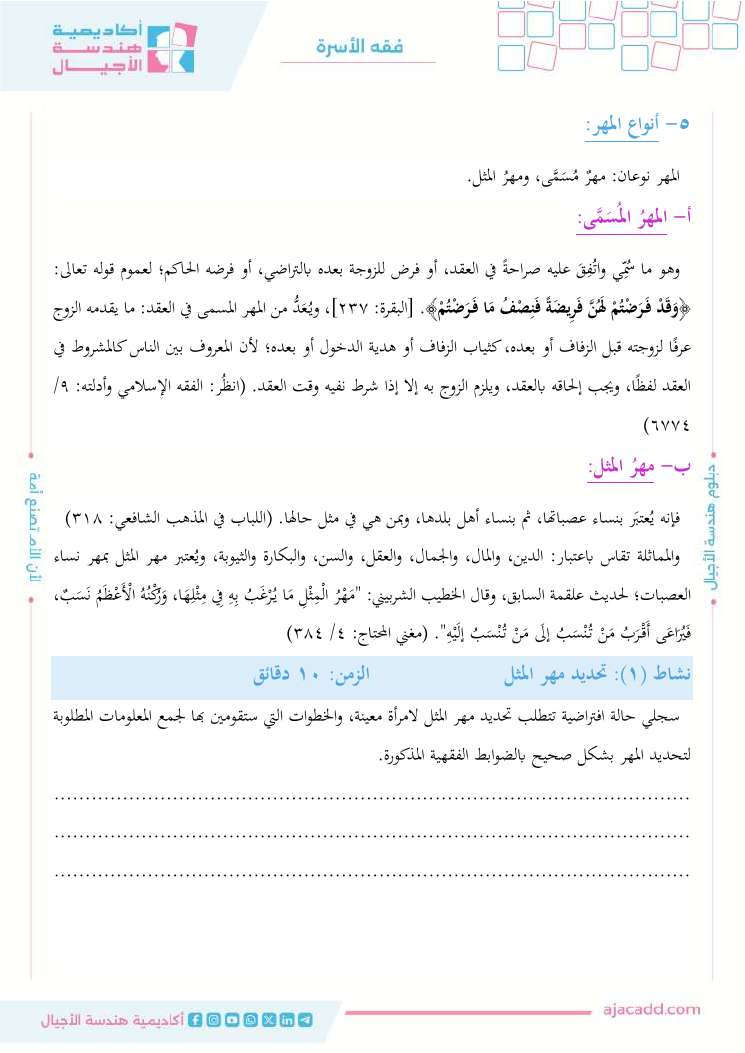 أكاديمية
هندسة
الأجيال
فقه الأسرة
٥- أنواع المهر:
المهر نوعان: مهرٌ مُسَمَّى، ومهرُ المثل.
أ- المهرُ المُسَمَّى:
وهو ما سُمِّي واتُفِقَ عليه صراحةً في العقد، أو فرض للزوجة بعده بالتراضي، أو فرضه الحاكم؛ لعموم قوله تعالى:
﴿وَقَدْ فَرَضْتُمْ لَهُنَّ فَرِيضَةً فَنِصْفُ مَا فَرَضْتُمْ﴾. [البقرة: ٢٣٧]، ويُعَدُّ من المهر المسمى في العقد: ما يقدمه الزوج
عرفًا لزوجته قبل الزفاف أو بعده، كثياب الزفاف أو هدية الدخول أو بعده؛ لأن المعروف بين الناس كالمشروط في
العقد لفظًا، ويجب إلحاقه بالعقد، ويلزم الزوج به إلا إذا شرط نفيه وقت العقد. (انظُر: الفقه الإسلامي وأدلته: ٩/
٦٧٧٤)
ب- مهرُ المثل:
فإنه يُعتبَر بنساء عصباتها، ثم بنساء أهل بلدها، وبمن هي في مثل حالها. (اللباب في المذهب الشافعي: ٣١٨)
والمماثلة تقاس باعتبار: الدين، والمال، والجمال، والعقل، والسن، والبكارة والثيوبة، ويُعتبر مهر المثل بمهر نساء
العصبات؛ لحديث علقمة السابق، وقال الخطيب الشربيني: "مَهْرُ الْمِثْلِ مَا يُرْغَبُ بِهِ فِي مِثْلِهَا، وَرُكْنُهُ الْأَعْظَمُ نَسَبٌ،
فَيُرَاعَى أَقْرَبُ مَنْ تُنْسَبُ إلَى مَنْ تُنْسَبُ إلَيْهِ". (مغني المحتاج: ٤/ ٣٨٤)
نشاط (١): تحديد مهر المثل الزمن: ١٠ دقائق
سجلي حالة افتراضية تتطلب تحديد مهر المثل لامرأة معينة، والخطوات التي ستقومين بها لجمع المعلومات المطلوبة
لتحديد المهر بشكل صحيح بالضوابط الفقهية المذكورة.
دبلوم هندسة الأجيال
لأن الأم تصنع أمة
أكاديمية هندسة الأجيال
ajacadd.com